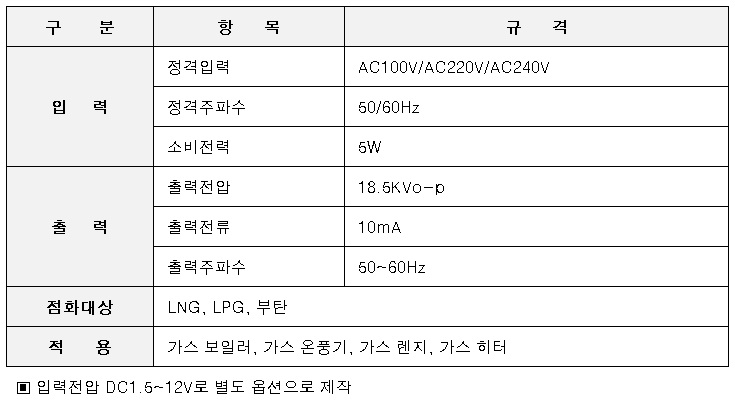 구 분 항 목 규 격
정격입력 AC100V/AC220V/AC240V
입 력 정격주파수 50/60Hz
소비전력 5W
출력전압 18.5KVo-p
출 력 출력전류 10mA
출력주파수 50~60Hz
점화대상 LNG, LPG, 부탄
적 용 가스 보일러, 가스 온풍기, 가스 렌지, 가스 히터
▣ 입력전압 DC1.5~12V로 별도 옵션으로 제작